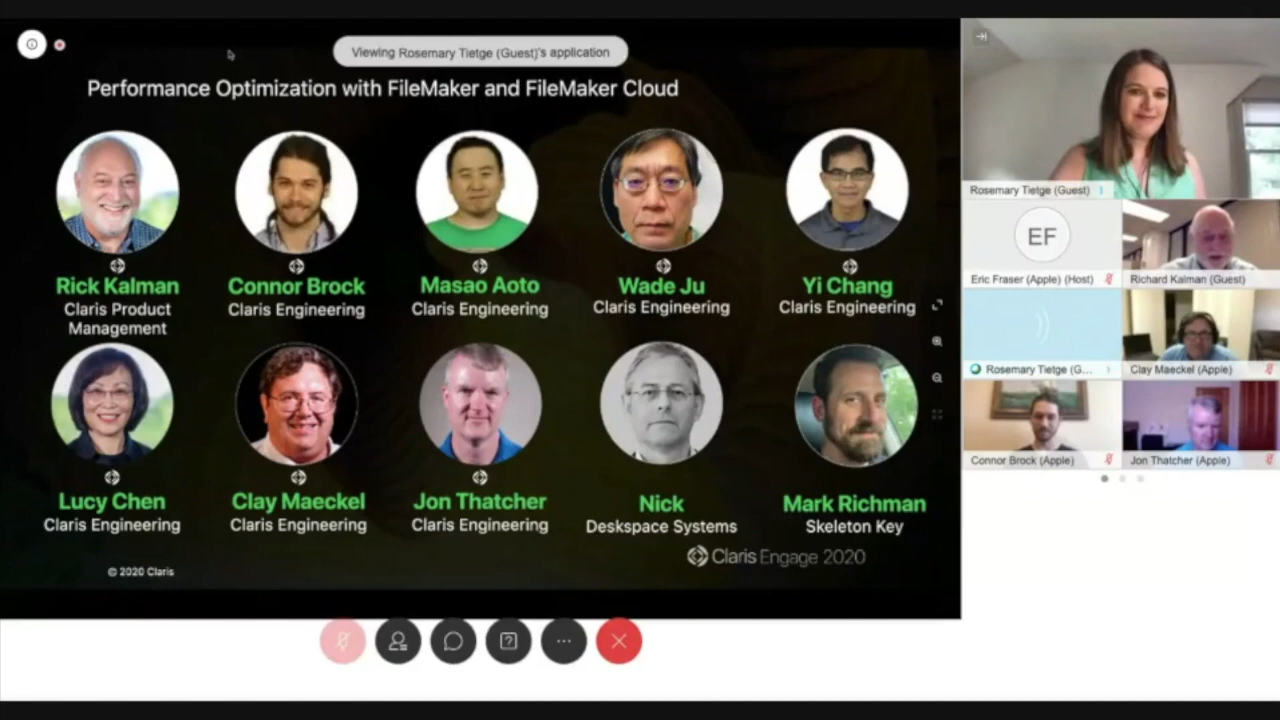 Viewing Rosemary Tietge (Guest)'s application
Performance Optimization with FileMaker and FileMaker Cloud
Rick Kalman
Claris Product
Management
Connor Brock
Claris Engineering
Masao Aoto
Claris Engineering
Wade Ju
Claris Engineering
Yi Chang
Claris Engineering
Lucy Chen
Claris Engineering
Clay Maeckel
Claris Engineering
Jon Thatcher
Claris Engineering
Nick
Deskspace Systems
Mark Richman
Skeleton Key
Claris Engage 2020
© 2020 Claris
Rosemary Tietge (Guest)
EF
Eric Fraser (Apple) (Host)
Richard Kalman (Guest)
Rosemary Tietge (G...
Clay Maeckel (Apple)
Connor Brock (Apple)
Jon Thatcher (Apple)